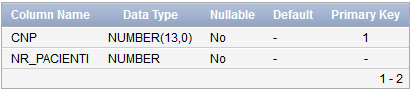 Column Name Data Type Nullable Default Primary Key
CNP NUMBER(13,0) No - 1
NR_PACIENTI NUMBER No - -
1 - 2